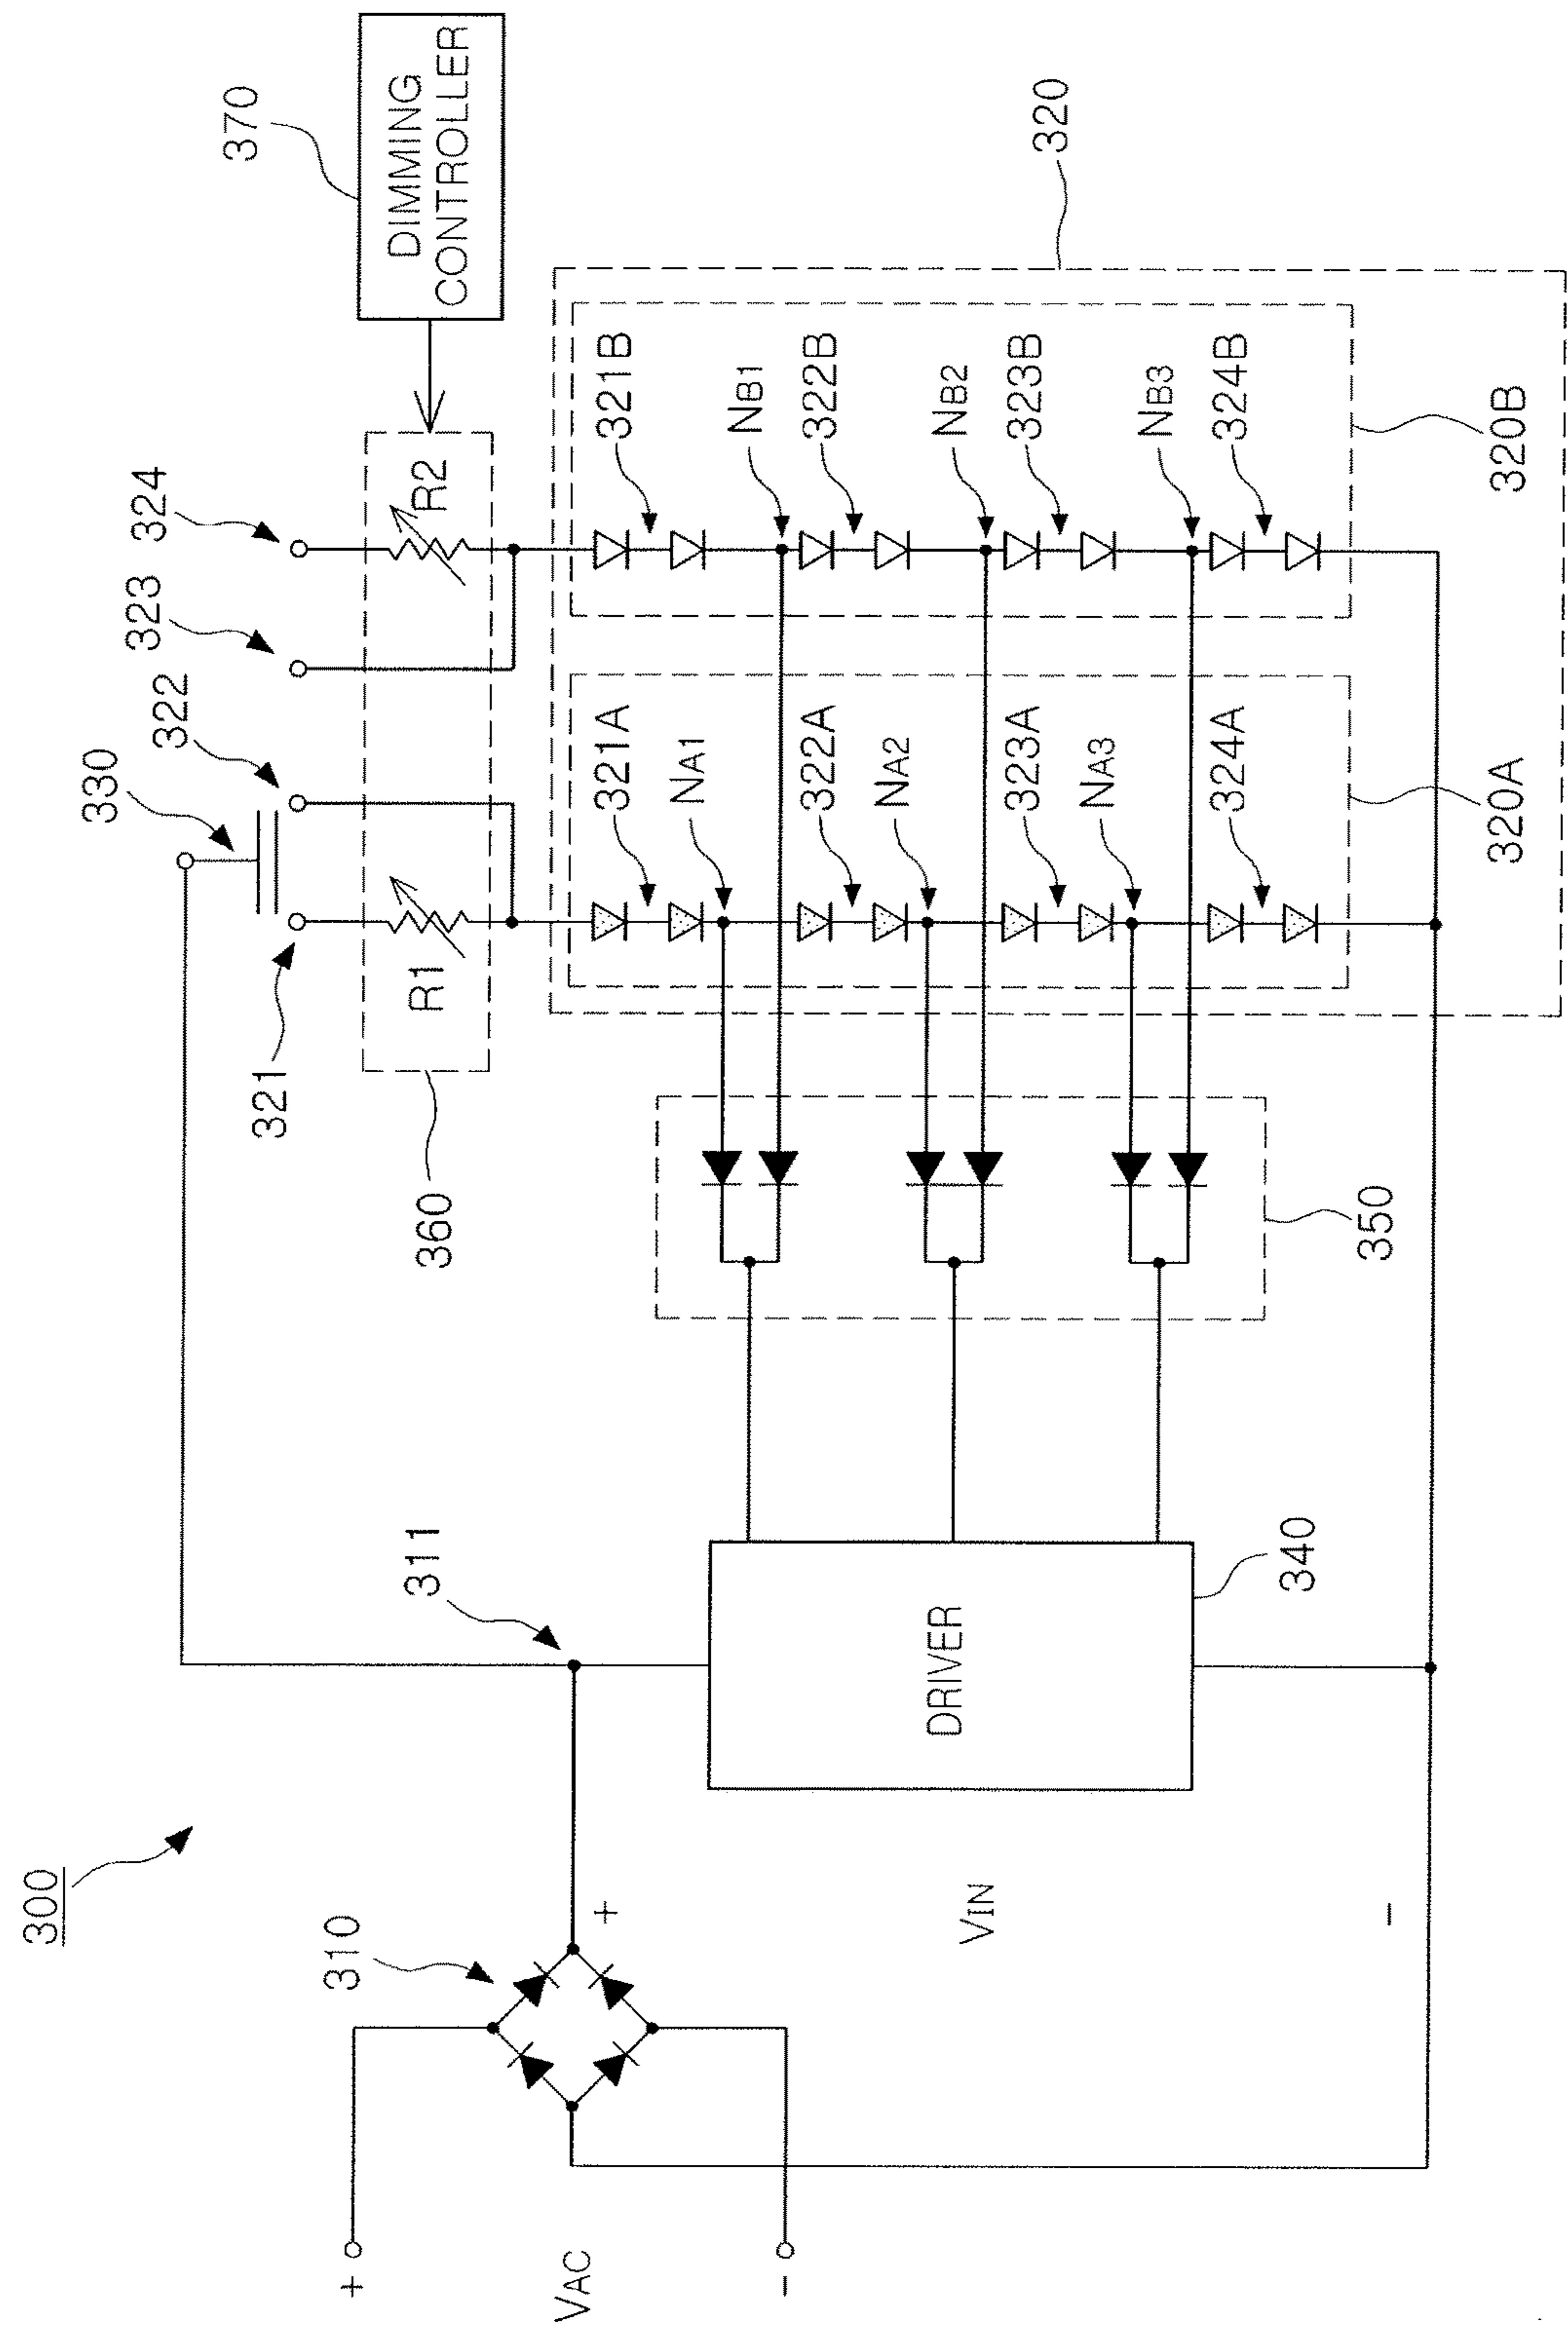 300
310
+
VAC
-
+
VIN
-
311
DRIVER
340
350
330
321
322
323
324
360
R1
R2
370
DIMMING
CONTROLLER
320
321A
NA1
322A
NA2
323A
NA3
324A
320A
321B
NB1
322B
NB2
323B
NB3
324B
320B